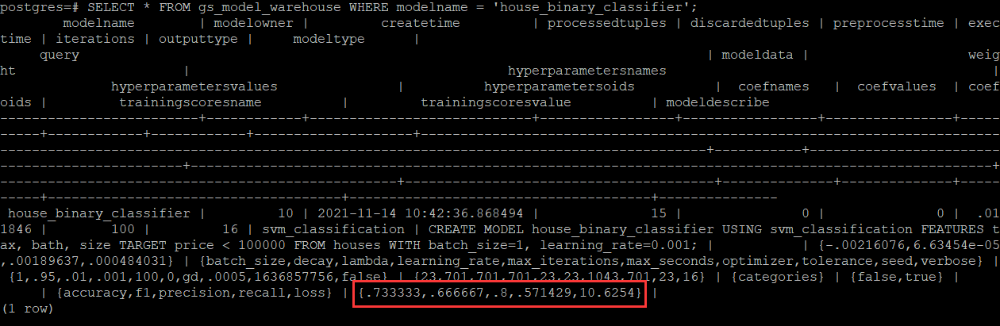 postgres=# SELECT * FROM gs_model_warehouse WHERE modelname = 'house_binary_classifier';
modelname | modelowner | createtime | processedtuples | discardedtuples | preprocesstime | exec
time | iterations | outputtype | modeltype |
query | modeldata | weig
ht | hyperparametersnames |
hyperparametersvalues | hyperparametersoids | coefnames | coefvalues | coef
oids | trainingscoresname | trainingscoresvalue | modeldescribe
-------------------------+------------+----------------------------+-----------------+-----------------+----------------+-----
-----+------------+------------+--------------------+----------------------------------------------------------------------
-----------------------------------------------------------------------------------------+-----------+------------------------
-----------------------+-----------------------------------------------------------------------------------------------------+
--------------------------------------------------+---------------------------------------+--------------+--------------+-----
-----+-------------------------------------+--------------------------------------+---------------
house_binary_classifier | 10 | 2021-11-14 10:42:36.868494 | 15 | 0 | 0 | .01
1846 | 100 | 16 | svm_classification | CREATE MODEL house_binary_classifier USING svm_classification FEATURES t
ax, bath, size TARGET price < 100000 FROM houses WITH batch_size=1, learning_rate=0.001; | | {-.00216076,6.63454e-05
,.00189637,.000484031} | {batch_size,decay,lambda,learning_rate,max_iterations,max_seconds,optimizer,tolerance,seed,verbose} |
{1,.95,.01,.001,100,0,gd,.0005,1636857756,false} | {23,701,701,701,23,23,1043,701,23,16} | {categories} | {false,true} |
| {accuracy,f1,precision,recall,loss} | {.733333,.666667,.8,.571429,10.6254} |
(1 row)